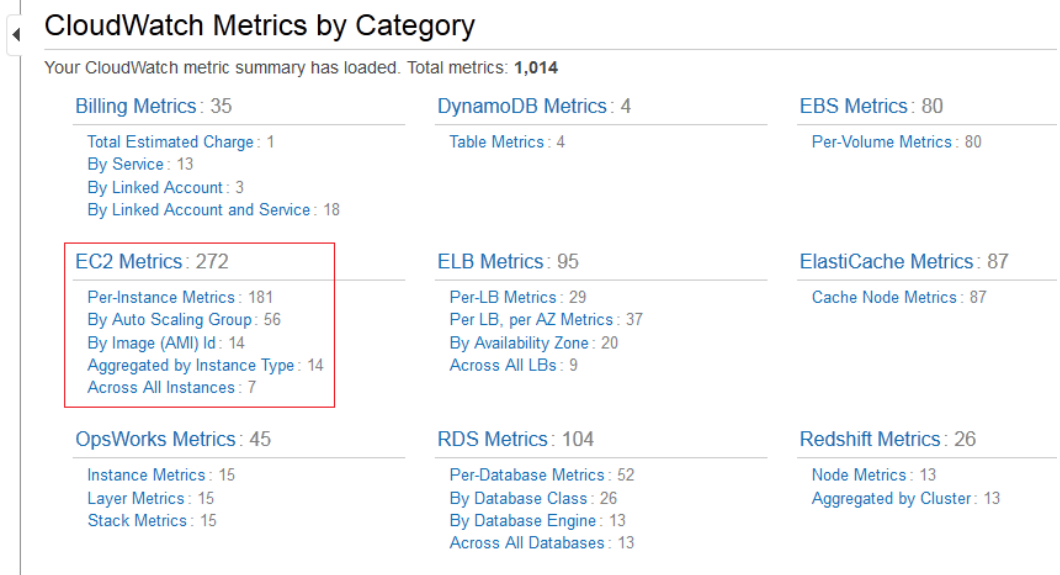 CloudWatch Metrics by Category
Your CloudWatch metric summary has loaded. Total metrics: 1,014
Billing Metrics: 35
Total Estimated Charge: 1
By Service: 13
By Linked Account: 3
By Linked Account and Service: 18
DynamoDB Metrics: 4
Table Metrics: 4
EBS Metrics: 80
Per-Volume Metrics: 80
EC2 Metrics: 272
Per-Instance Metrics: 181
By Auto Scaling Group: 56
By Image (AMI) Id: 14
Aggregated by Instance Type: 14
Across All Instances: 7
ELB Metrics: 95
Per-LB Metrics: 29
Per LB, per AZ Metrics: 37
By Availability Zone: 20
Across All LBs: 9
ElastiCache Metrics: 87
Cache Node Metrics: 87
OpsWorks Metrics: 45
Instance Metrics: 15
Layer Metrics: 15
Stack Metrics: 15
RDS Metrics: 104
Per-Database Metrics: 52
By Database Class: 26
By Database Engine: 13
Across All Databases: 13
Redshift Metrics: 26
Node Metrics: 13
Aggregated by Cluster: 13